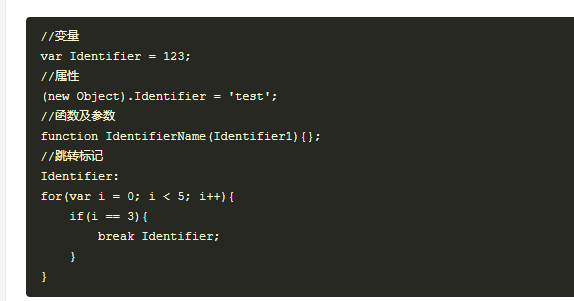 //变量
var Identifier = 123;
//属性
(new Object).Identifier = 'test';
//函数及参数
function IdentifierName(Identifier1){};
//跳转标记
Identifier:
for(var i = 0; i < 5; i++){
    if(i == 3){
        break Identifier;
    }
}